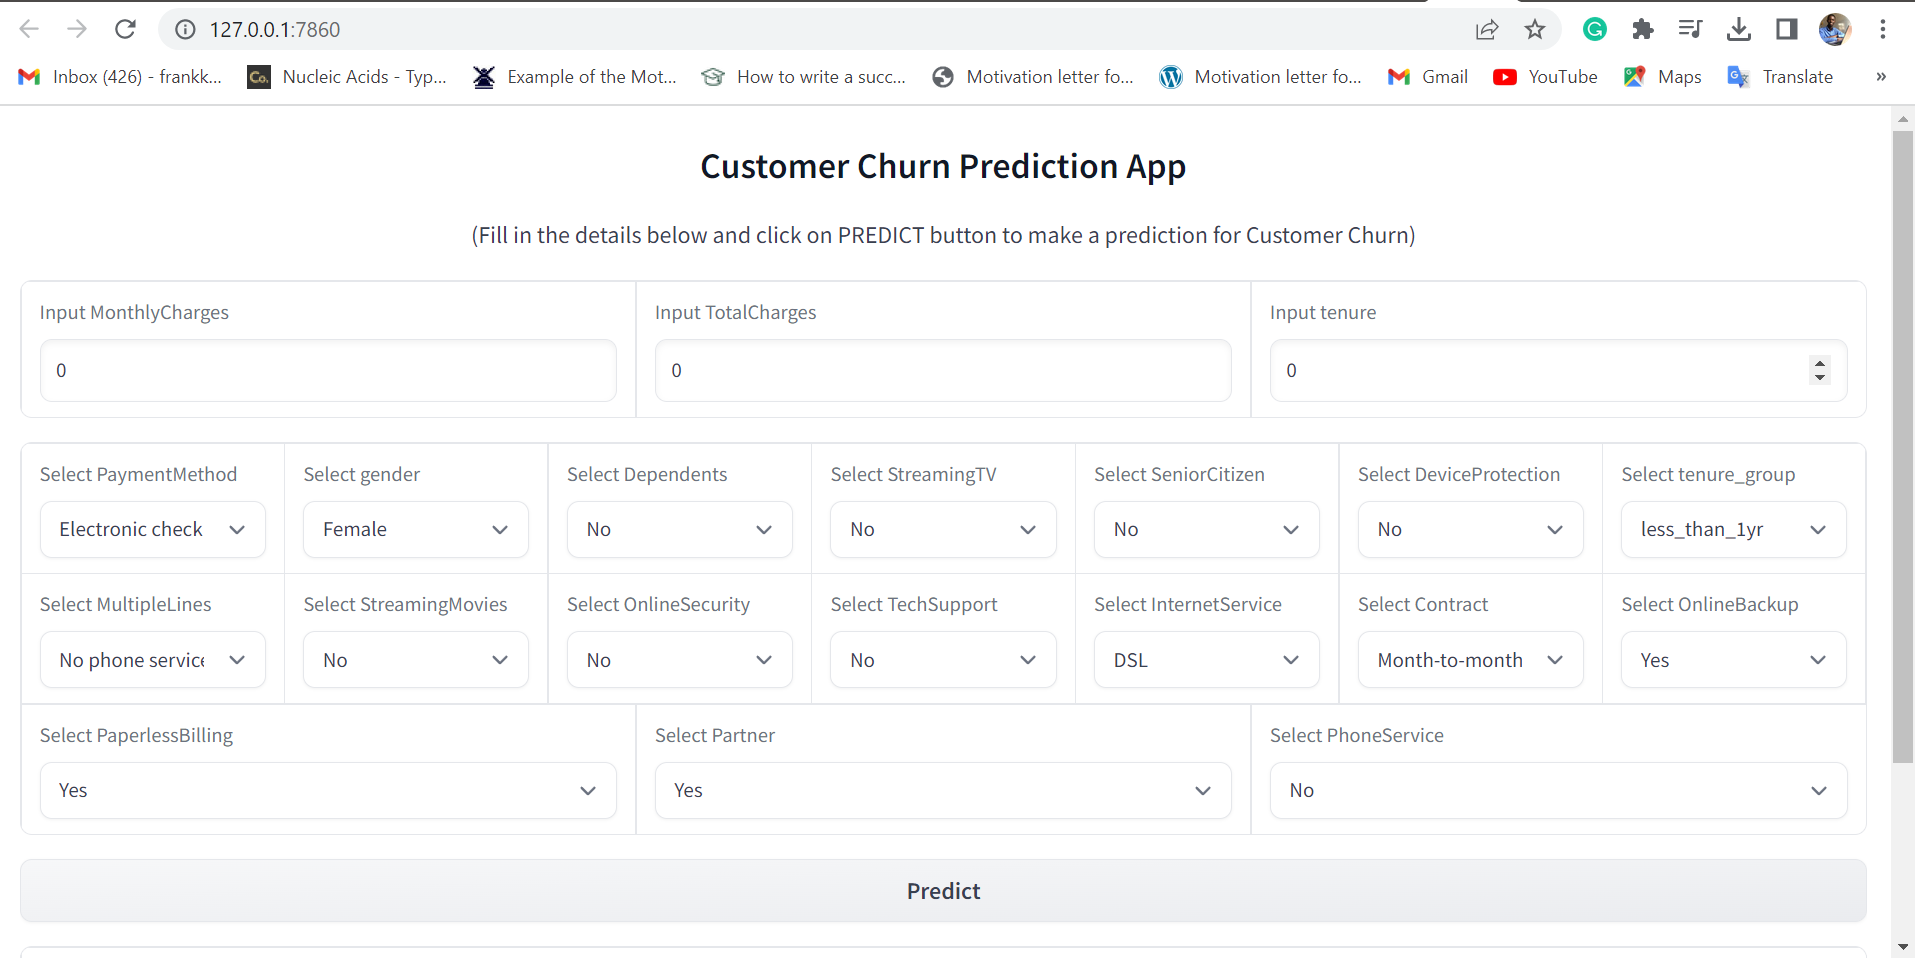 127.0.0.1:7860
Inbox (426) - frankk... Nucleic Acids - Typ... Example of the Mot... How to write a succ... Motivation letter fo... Motivation letter fo... Gmail YouTube Maps Translate »
Customer Churn Prediction App
(Fill in the details below and click on PREDICT button to make a prediction for Customer Churn)
Input MonthlyCharges Input TotalCharges Input tenure
0 0 0
Select PaymentMethod Select gender Select Dependents Select StreamingTV Select SeniorCitizen Select DeviceProtection Select tenure_group
Electronic check Female No No No No less_than_1yr
Select MultipleLines Select StreamingMovies Select OnlineSecurity Select TechSupport Select InternetService Select Contract Select OnlineBackup
No phone service No No No DSL Month-to-month Yes
Select PaperlessBilling Select Partner Select PhoneService
Yes Yes No
Predict